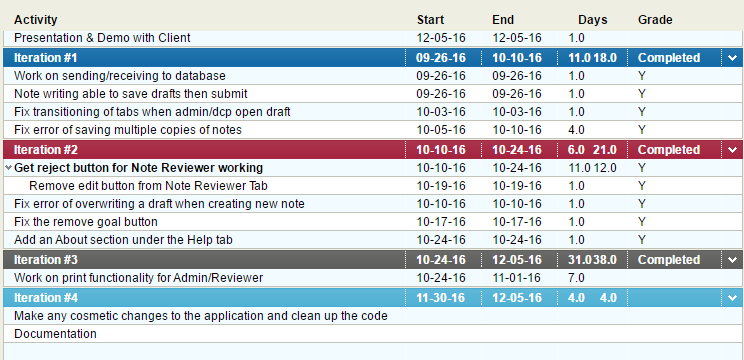 Activity Start End Days Grade
Presentation & Demo with Client 12-05-16 12-05-16 1.0
Iteration #1 09-26-16 10-10-16 11.0 18.0 Completed
Work on sending/receiving to database 09-26-16 09-26-16 1.0 Y
Note writing able to save drafts then submit 09-26-16 09-26-16 1.0 Y
Fix transitioning of tabs when admin/dcp open draft 10-03-16 10-03-16 1.0 Y
Fix error of saving multiple copies of notes 10-05-16 10-10-16 4.0 Y
Iteration #2 10-10-16 10-24-16 6.0 21.0 Completed
Get reject button for Note Reviewer working 10-10-16 10-24-16 11.0 12.0 Y
Remove edit button from Note Reviewer Tab 10-19-16 10-19-16 1.0 Y
Fix error of overwriting a draft when creating new note 10-10-16 10-10-16 1.0 Y
Fix the remove goal button 10-17-16 10-17-16 1.0 Y
Add an About section under the Help tab 10-24-16 10-24-16 1.0 Y
Iteration #3 10-24-16 12-05-16 31.0 38.0 Completed
Work on print functionality for Admin/Reviewer 10-24-16 11-01-16 7.0
Iteration #4 11-30-16 12-05-16 4.0 4.0
Make any cosmetic changes to the application and clean up the code
Documentation